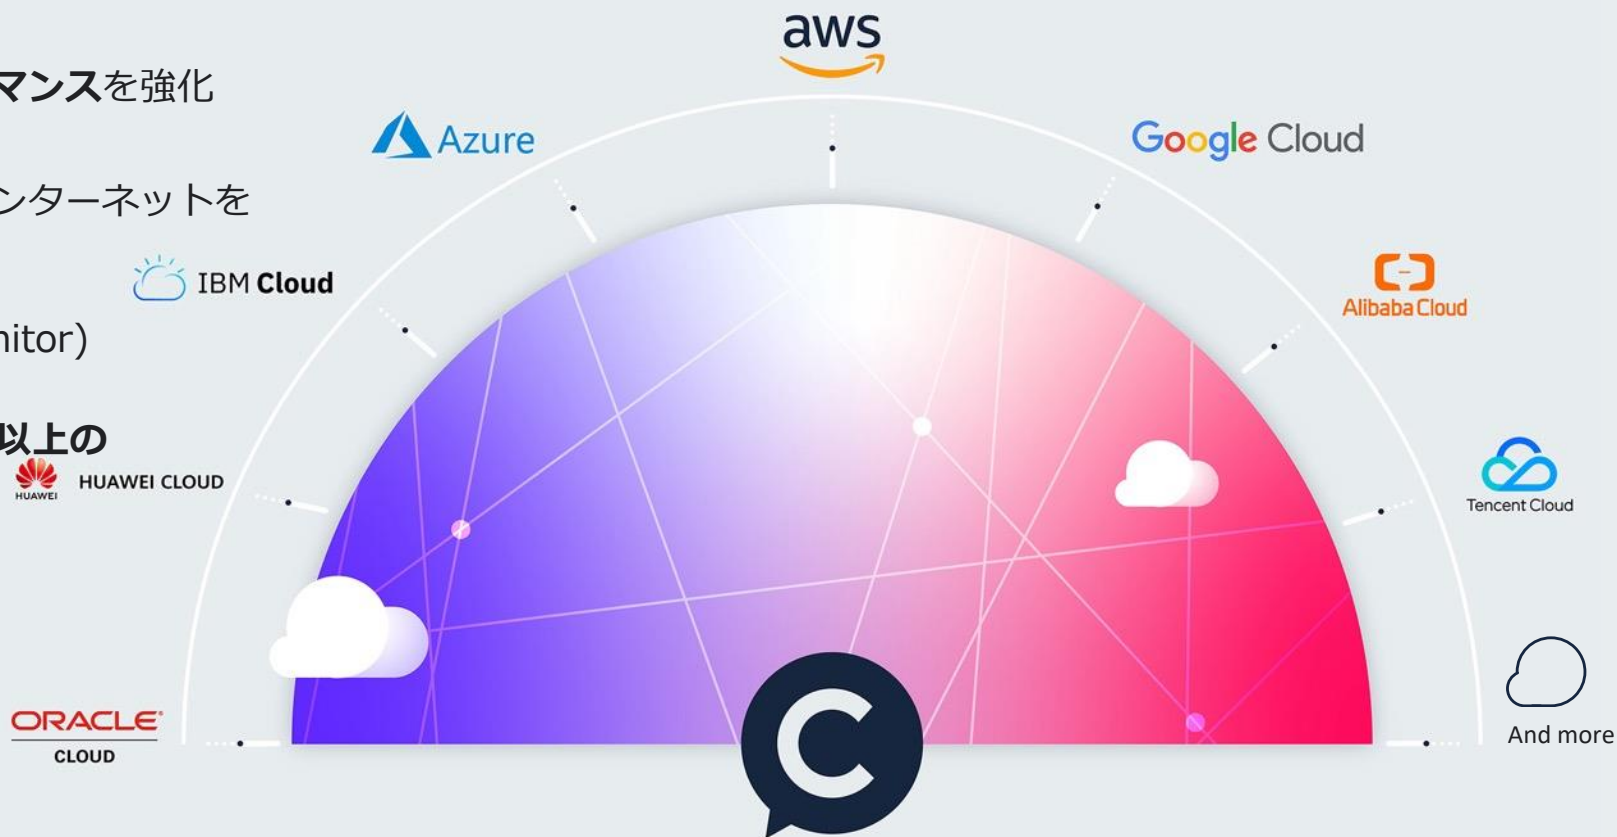 マンスを強化
ンターネットを
nitor)
以上の
aws
Azure
Google Cloud
IBM Cloud
Alibaba Cloud
HUAWEI
HUAWEI CLOUD
Tencent Cloud
ORACLE
CLOUD
And more
C